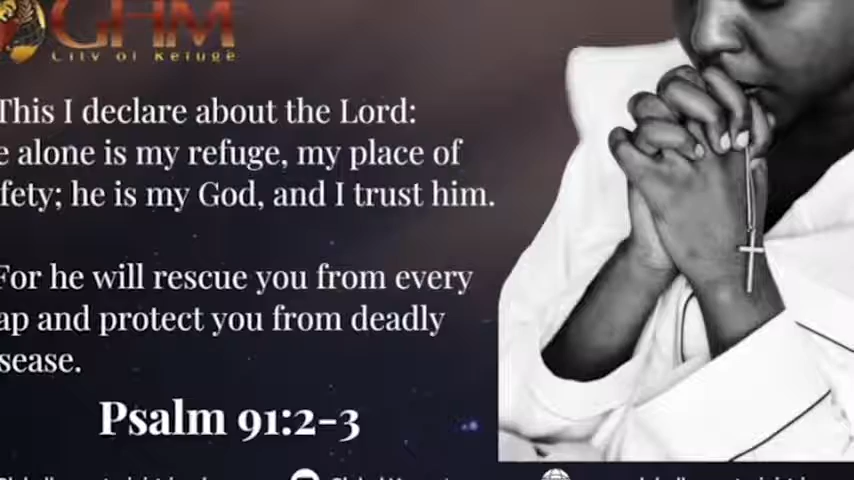 GHM
City of Refuge
This I declare about the Lord:
e alone is my refuge, my place of
fety; he is my God, and I trust him.
For he will rescue you from every
ap and protect you from deadly
sease.
Psalm 91:2-3